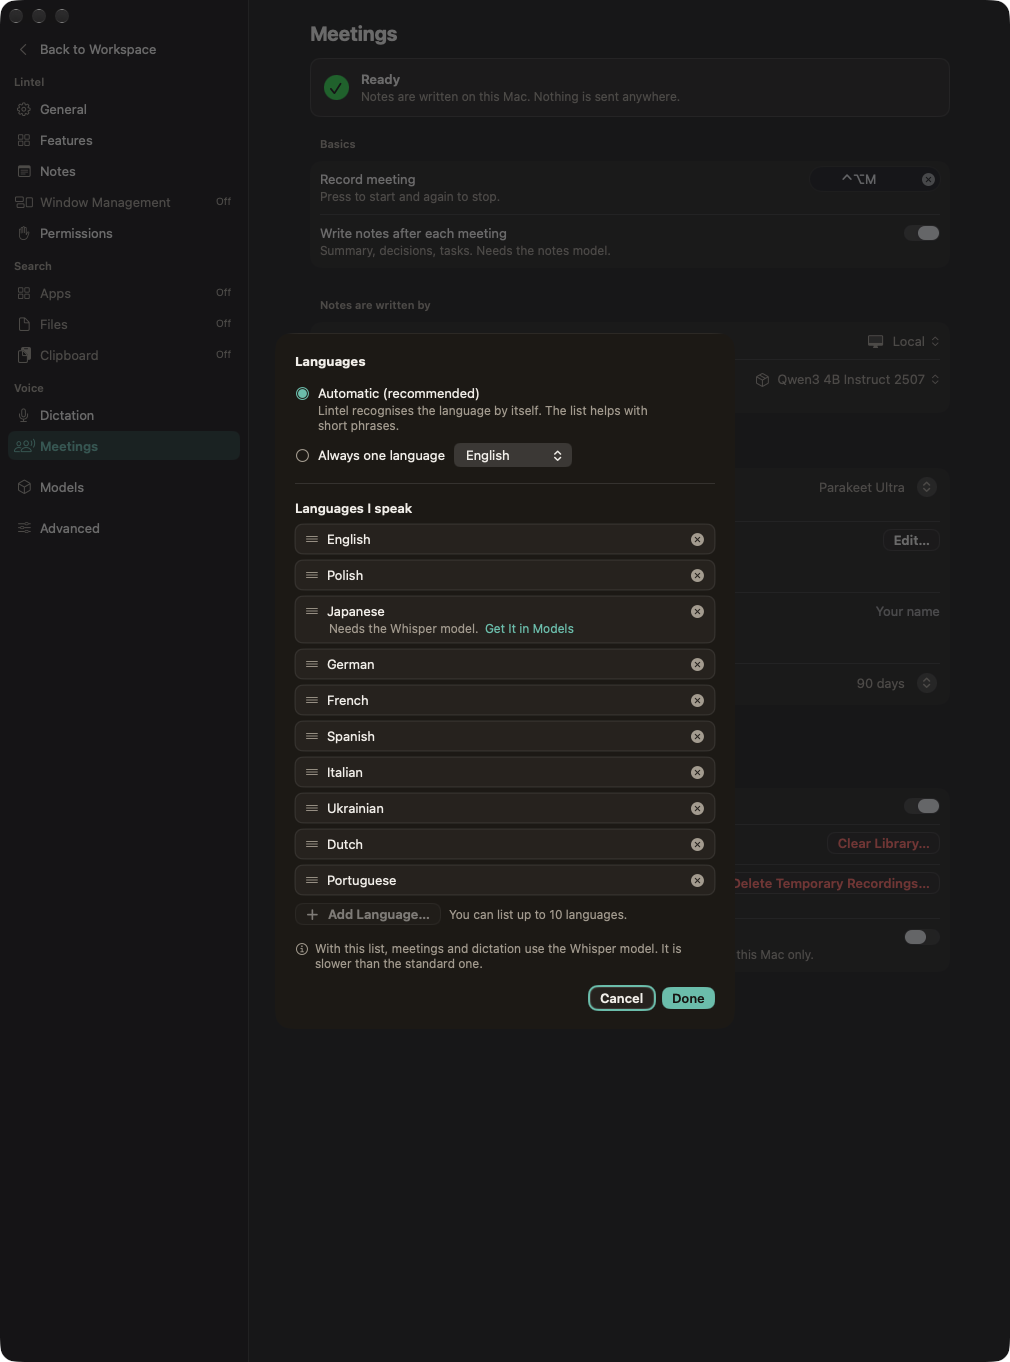 Back to Workspace
Lintel
General
Features
Notes
Window Management Off
Permissions
Search
Apps Off
Files Off
Clipboard Off
Voice
Dictation
Meetings
Models
Advanced
Meetings
Ready
Notes are written on this Mac. Nothing is sent anywhere.
Basics
Record meeting ^⌥M
Press to start and again to stop.
Write notes after each meeting
Summary, decisions, tasks. Needs the notes model.
Notes are written by
Local
Qwen3 4B Instruct 2507
Parakeet Ultra
Edit...
Your name
90 days
Clear Library...
Delete Temporary Recordings...
this Mac only.
Languages
Automatic (recommended)
Lintel recognises the language by itself. The list helps with
short phrases.
Always one language English
Languages I speak
English
Polish
Japanese
Needs the Whisper model. Get It in Models
German
French
Spanish
Italian
Ukrainian
Dutch
Portuguese
Add Language... You can list up to 10 languages.
With this list, meetings and dictation use the Whisper model. It is
slower than the standard one.
Cancel Done